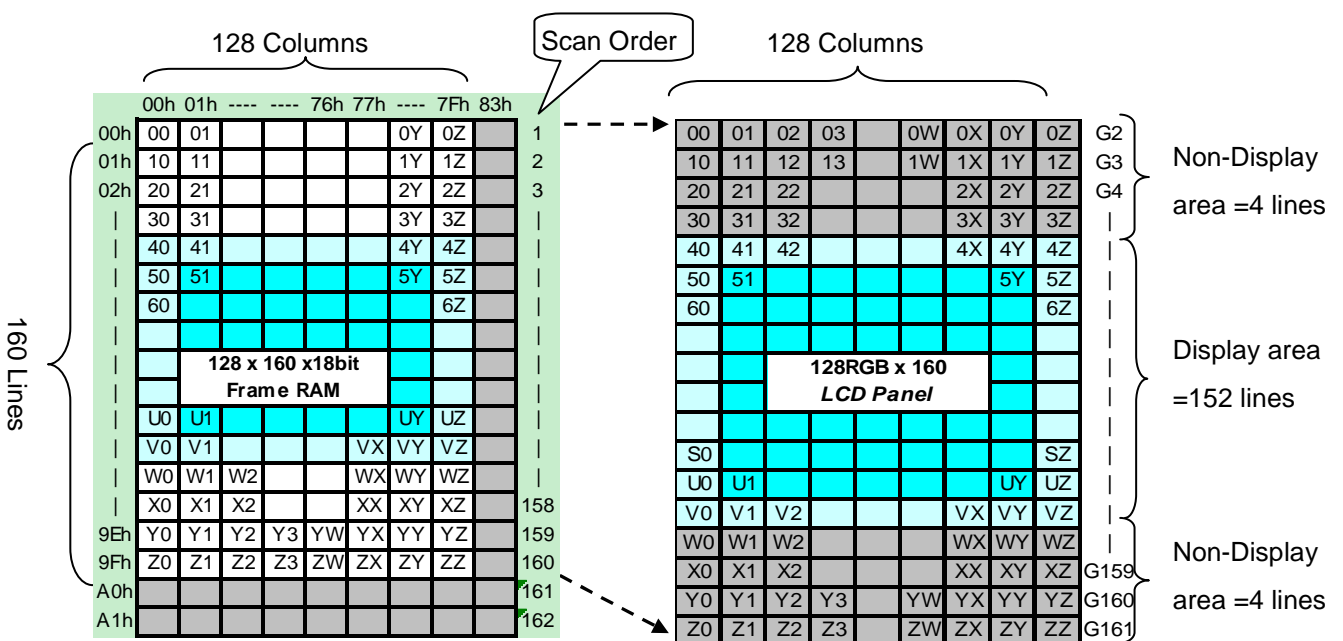 128 Columns
Scan Order
128 Columns
00h 01h ---- ---- 76h 77h ---- 7Fh 83h
00h 00 01 0Y 0Z 1
01h 10 11 1Y 1Z 2
02h 20 21 2Y 2Z 3
30 31 3Y 3Z
40 41 4Y 4Z
50 51 5Y 5Z
60 6Z
128 x 160 x18bit
Frame RAM
U0 U1 UY UZ
V0 V1 VX VY VZ
W0 W1 W2 WX WY WZ
X0 X1 X2 XX XY XZ 158
9Eh Y0 Y1 Y2 Y3 YW YX YY YZ 159
9Fh Z0 Z1 Z2 Z3 ZW ZX ZY ZZ 160
A0h 161
A1h 162
160 Lines
00 01 02 03 0W 0X 0Y 0Z G2
10 11 12 13 1W 1X 1Y 1Z G3
20 21 22 2X 2Y 2Z G4
30 31 32 3X 3Y 3Z
40 41 42 4X 4Y 4Z
50 51 5Y 5Z
60 6Z
128RGB x 160
LCD Panel
S0 SZ
U0 U1 UY UZ
V0 V1 V2 VX VY VZ
W0 W1 W2 WX WY WZ
X0 X1 X2 XX XY XZ G159
Y0 Y1 Y2 Y3 YW YX YY YZ G160
Z0 Z1 Z2 Z3 ZW ZX ZY ZZ G161
Non-Display
area =4 lines
Display area
=152 lines
Non-Display
area =4 lines